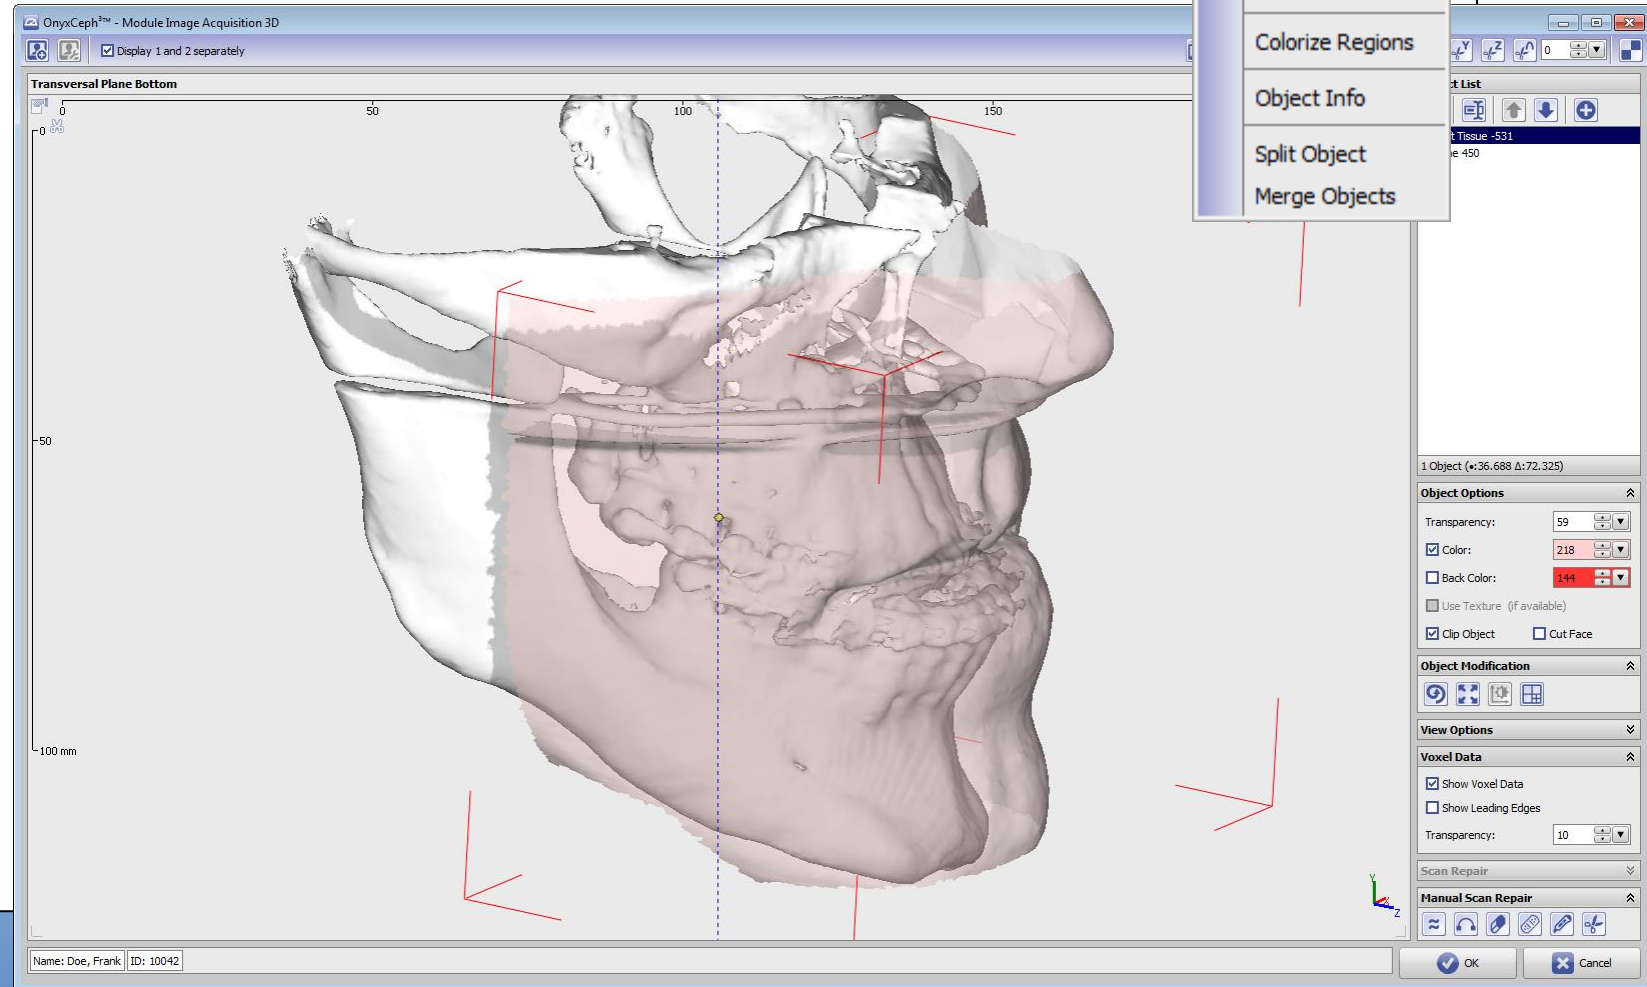 OnyxCeph³™ - Module Image Acquisition 3D
Display 1 and 2 separately
Colorize Regions
Object Info
Split Object
Merge Objects
Y
Z
0
Transversal Plane Bottom
0
50
100
150
0
50
100 mm
List
Tissue -531
450
1 Object (•:36.688 Δ:72.325)
Object Options
Transparency: 59
Color: 218
Back Color: 144
Use Texture (if available)
Clip Object Cut Face
Object Modification
View Options
Voxel Data
Show Voxel Data
Show Leading Edges
Transparency: 10
Scan Repair
Manual Scan Repair
Y
X
Z
Name: Doe, Frank ID: 10042
OK Cancel